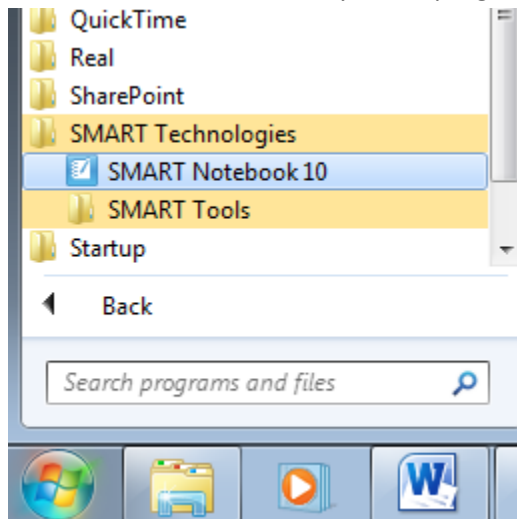 QuickTime
Real
SharePoint
SMART Technologies
SMART Notebook 10
SMART Tools
Startup
Back
Search programs and files
W